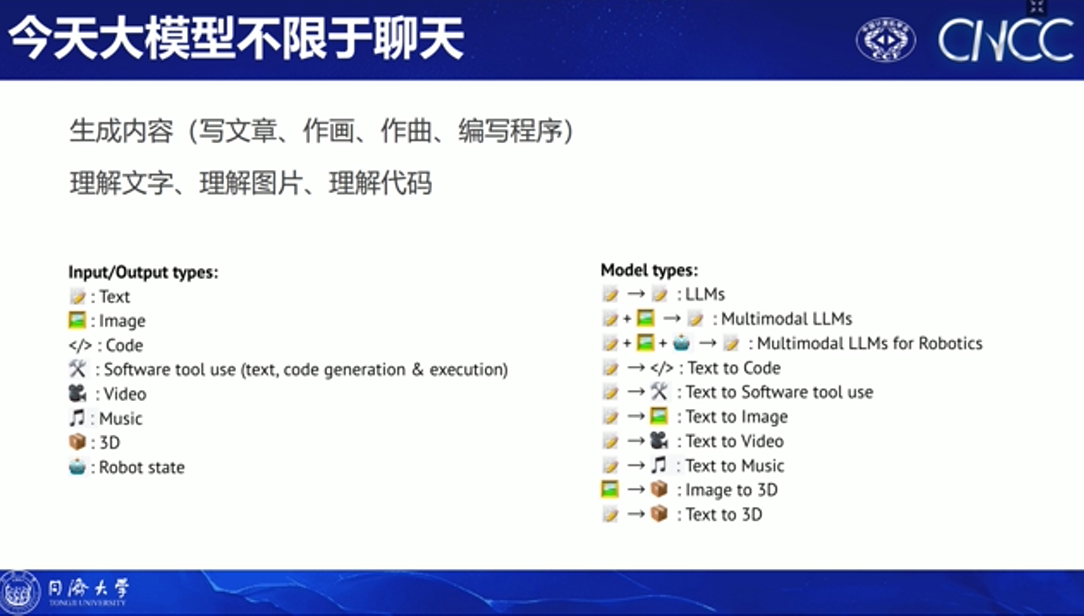 今天大模型不限于聊天
CNCC
CCF
生成内容（写文章、作画、作曲、编写程序）
理解文字、理解图片、理解代码
Input/Output types:
: Text
: Image
</> : Code
: Software tool use (text, code generation & execution)
: Video
: Music
: 3D
: Robot state
Model types:
→ : LLMs
+ → : Multimodal LLMs
+ + → : Multimodal LLMs for Robotics
→ </> : Text to Code
→ : Text to Software tool use
→ : Text to Image
→ : Text to Video
→ : Text to Music
→ : Image to 3D
→ : Text to 3D
同濟大学
TONGJI UNIVERSITY